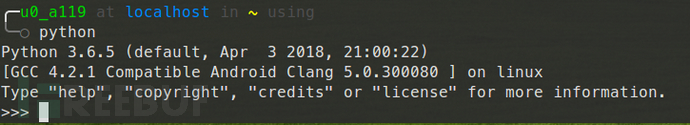 u0_a119 at localhost in ~ using
python
Python 3.6.5 (default, Apr  3 2018, 21:00:22)
[GCC 4.2.1 Compatible Android Clang 5.0.300080 ] on linux
Type "help", "copyright", "credits" or "license" for more information.
>>>
REEBUF